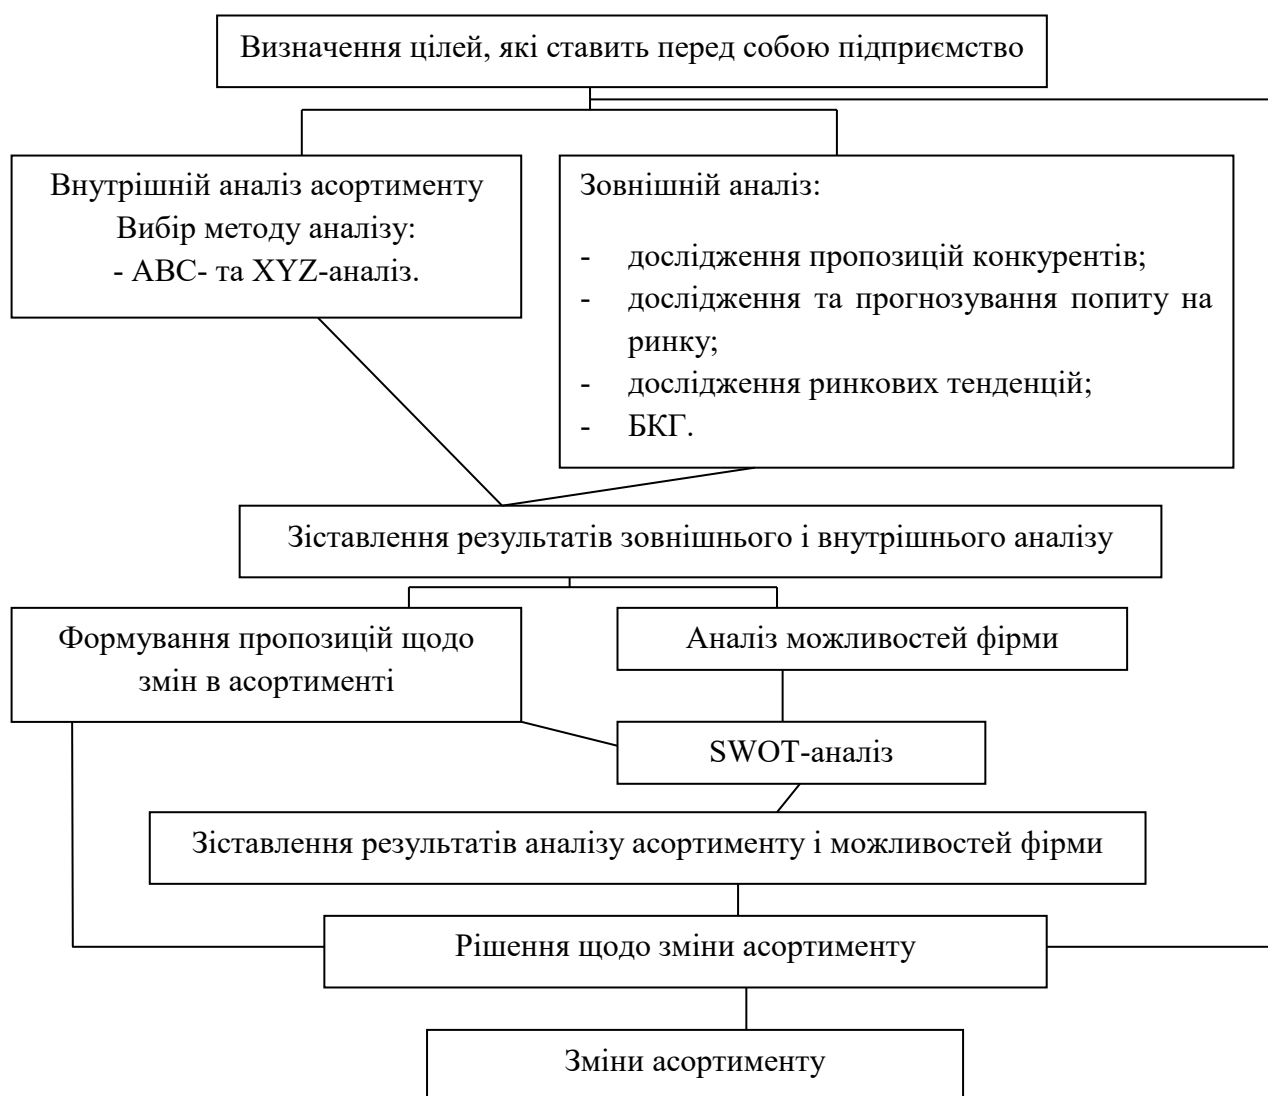 Визначення цілей, які ставить перед собою підприємство
Внутрішній аналіз асортименту
Вибір методу аналізу:
- АВС- та XYZ-аналіз.
Зовнішній аналіз:
- дослідження пропозицій конкурентів;
- дослідження та прогнозування попиту на
ринку;
- дослідження ринкових тенденцій;
- БКГ.
Зіставлення результатів зовнішнього і внутрішнього аналізу
Формування пропозицій щодо
змін в асортименті
Аналіз можливостей фірми
SWOT-аналіз
Зіставлення результатів аналізу асортименту і можливостей фірми
Рішення щодо зміни асортименту
Зміни асортименту